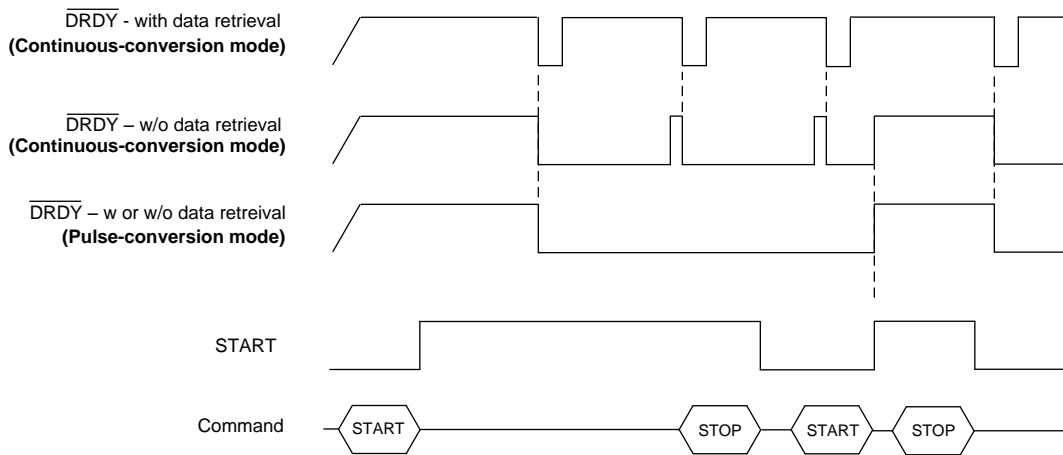 DRDY - with data retrieval
(Continuous-conversion mode)
DRDY – w/o data retrieval
(Continuous-conversion mode)
DRDY – w or w/o data retreival
(Pulse-conversion mode)
START
Command
START
STOP
START
STOP